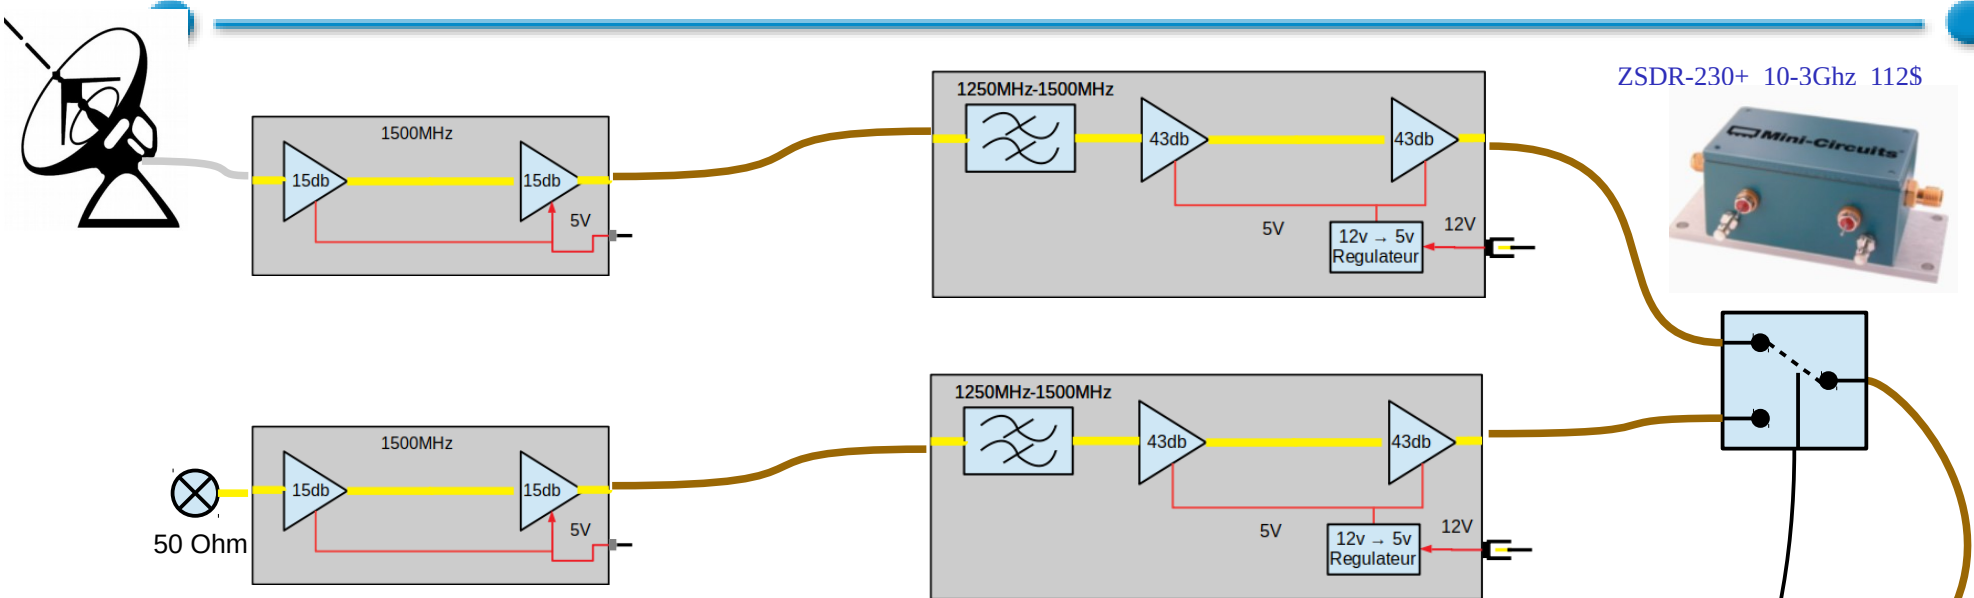 ZSDR-230+ 10-3Ghz 112$
Mini-Circuits
1250MHz-1500MHz
1500MHz
43db
43db
15db
15db
5V
5V
12V
12v → 5v
Regulateur
1250MHz-1500MHz
1500MHz
43db
43db
15db
15db
5V
5V
12V
12v → 5v
Regulateur
50 Ohm